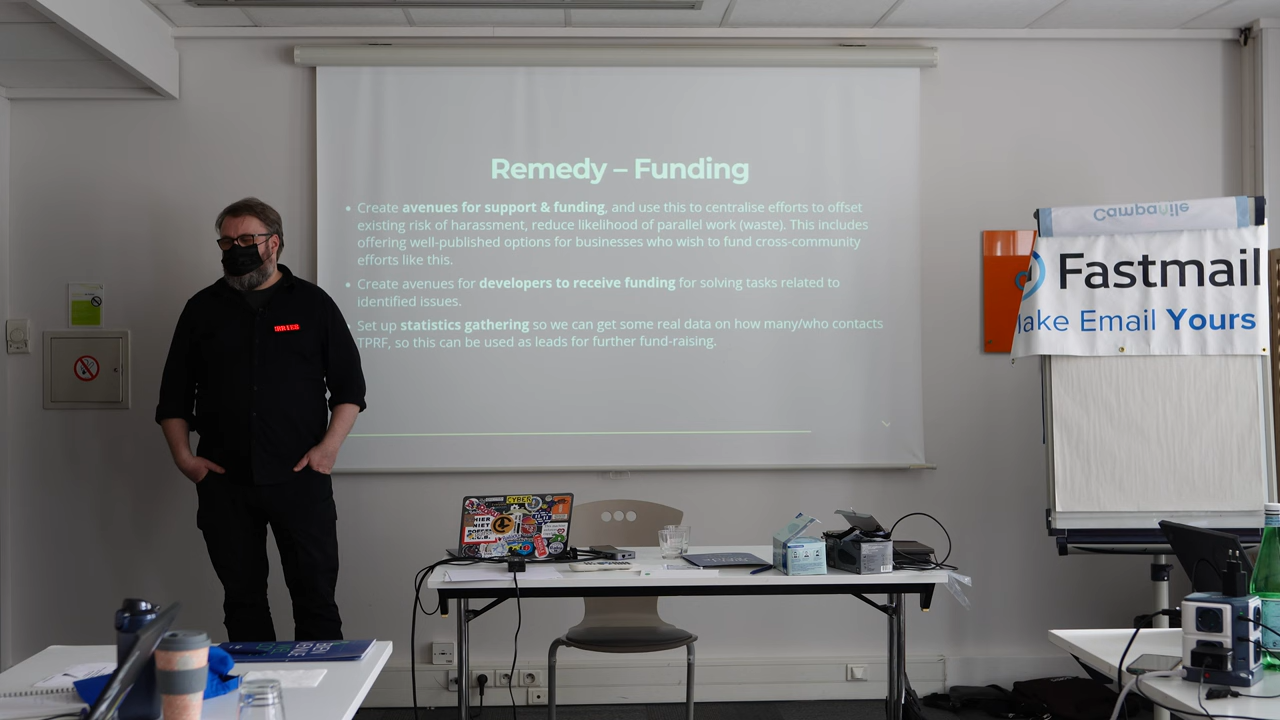 Remedy – Funding
• Create avenues for support & funding, and use this to centralise efforts to offset
existing risk of harassment, reduce likelihood of parallel work (waste). This includes
offering well-published options for businesses who wish to fund cross-community
efforts like this.
• Create avenues for developers to receive funding for solving tasks related to
identified issues.
Set up statistics gathering so we can get some real data on how many/who contacts
TPRF, so this can be used as leads for further fund-raising.
Campanile
Fastmail
Make Email Yours
CYBER
HIER
NIET